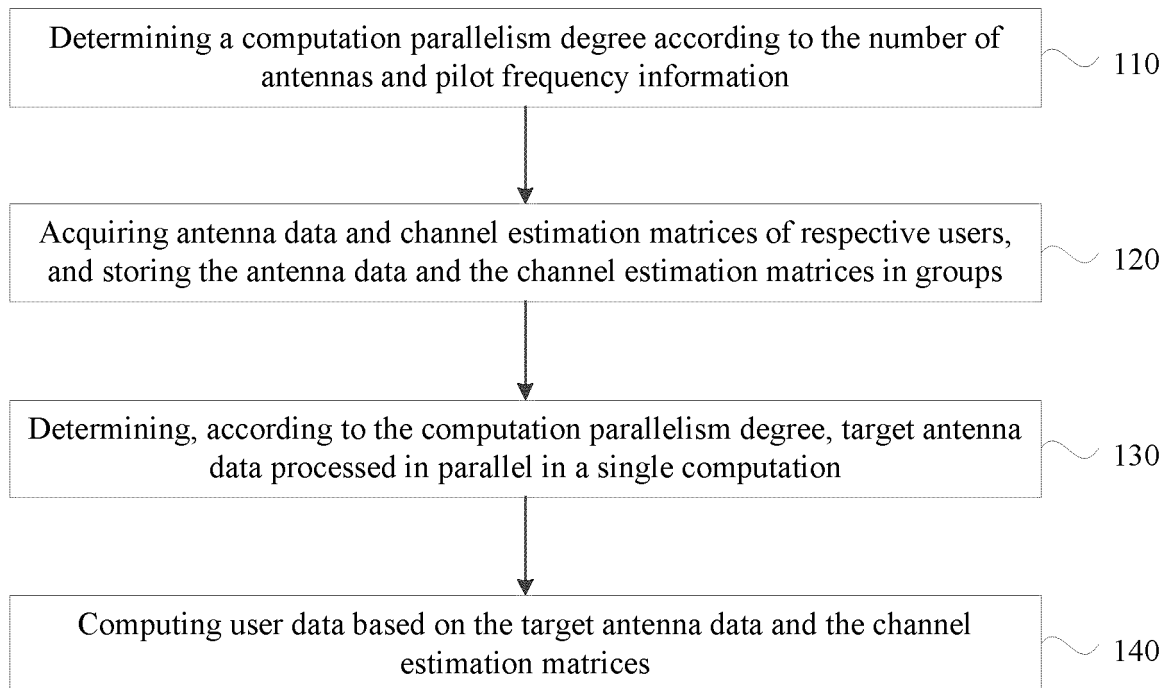 Determining a computation parallelism degree according to the number of
antennas and pilot frequency information
110
Acquiring antenna data and channel estimation matrices of respective users,
and storing the antenna data and the channel estimation matrices in groups
120
Determining, according to the computation parallelism degree, target antenna
data processed in parallel in a single computation
130
Computing user data based on the target antenna data and the channel
estimation matrices
140